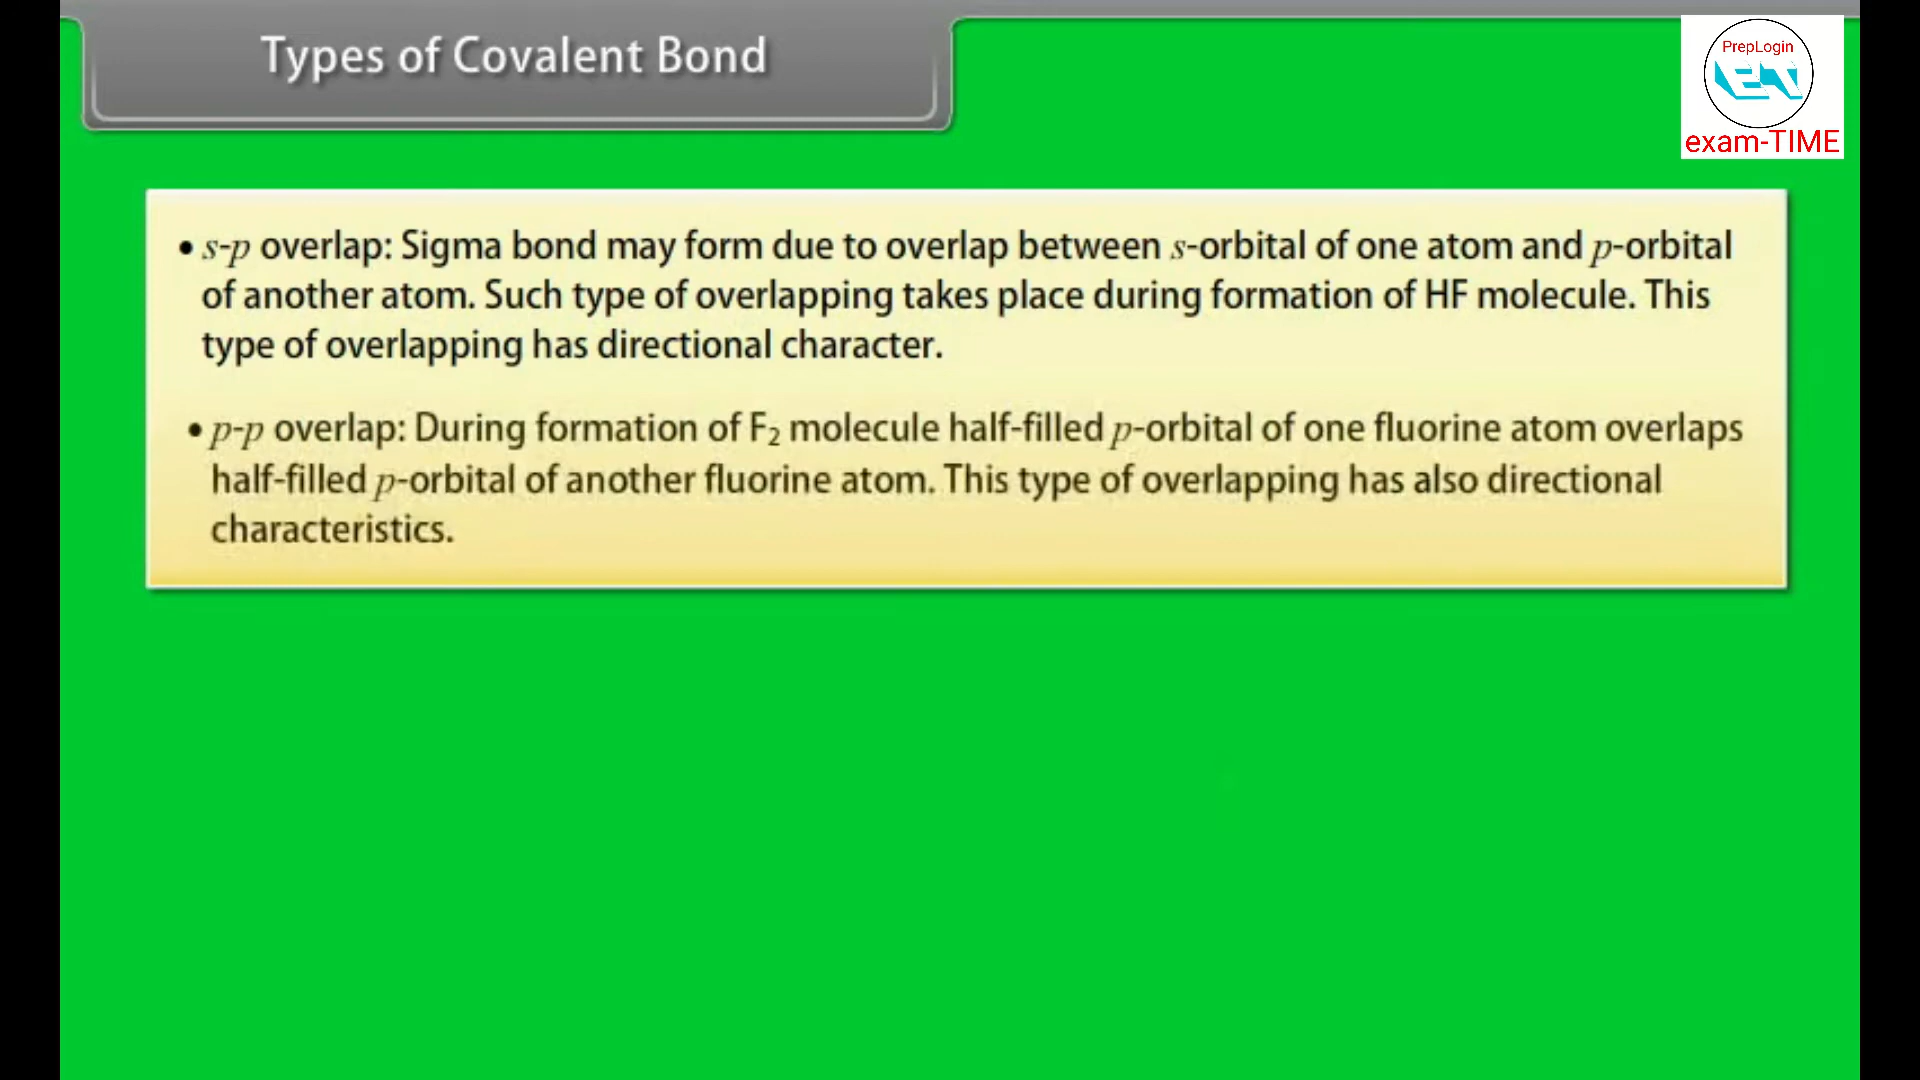 Types of Covalent Bond
PrepLogin
ET
exam-TIME
• s-p overlap: Sigma bond may form due to overlap between s-orbital of one atom and p-orbital
of another atom. Such type of overlapping takes place during formation of HF molecule. This
type of overlapping has directional character.
• p-p overlap: During formation of F₂ molecule half-filled p-orbital of one fluorine atom overlaps
half-filled p-orbital of another fluorine atom. This type of overlapping has also directional
characteristics.